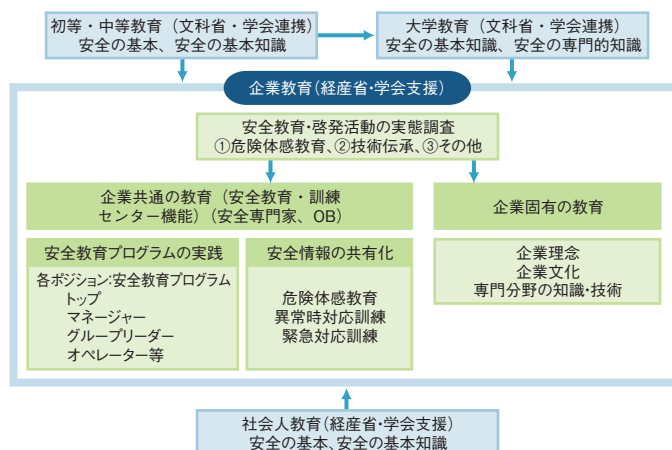 初等・中等教育（文科省・学会連携）
安全の基本、安全の基本知識
大学教育（文科省・学会連携）
安全の基本知識、安全の専門的知識
企業教育（経産省・学会支援）
安全教育・啓発活動の実態調査
①危険体感教育、②技術伝承、③その他
企業共通の教育（安全教育・訓練
センター機能）（安全専門家、OB）
企業固有の教育
安全教育プログラムの実践
各ポジション：安全教育プログラム
トップ
マネージャー
グループリーダー
オペレーター等
安全情報の共有化
危険体感教育
異常時対応訓練
緊急対応訓練
企業理念
企業文化
専門分野の知識・技術
社会人教育（経産省・学会支援）
安全の基本、安全の基本知識